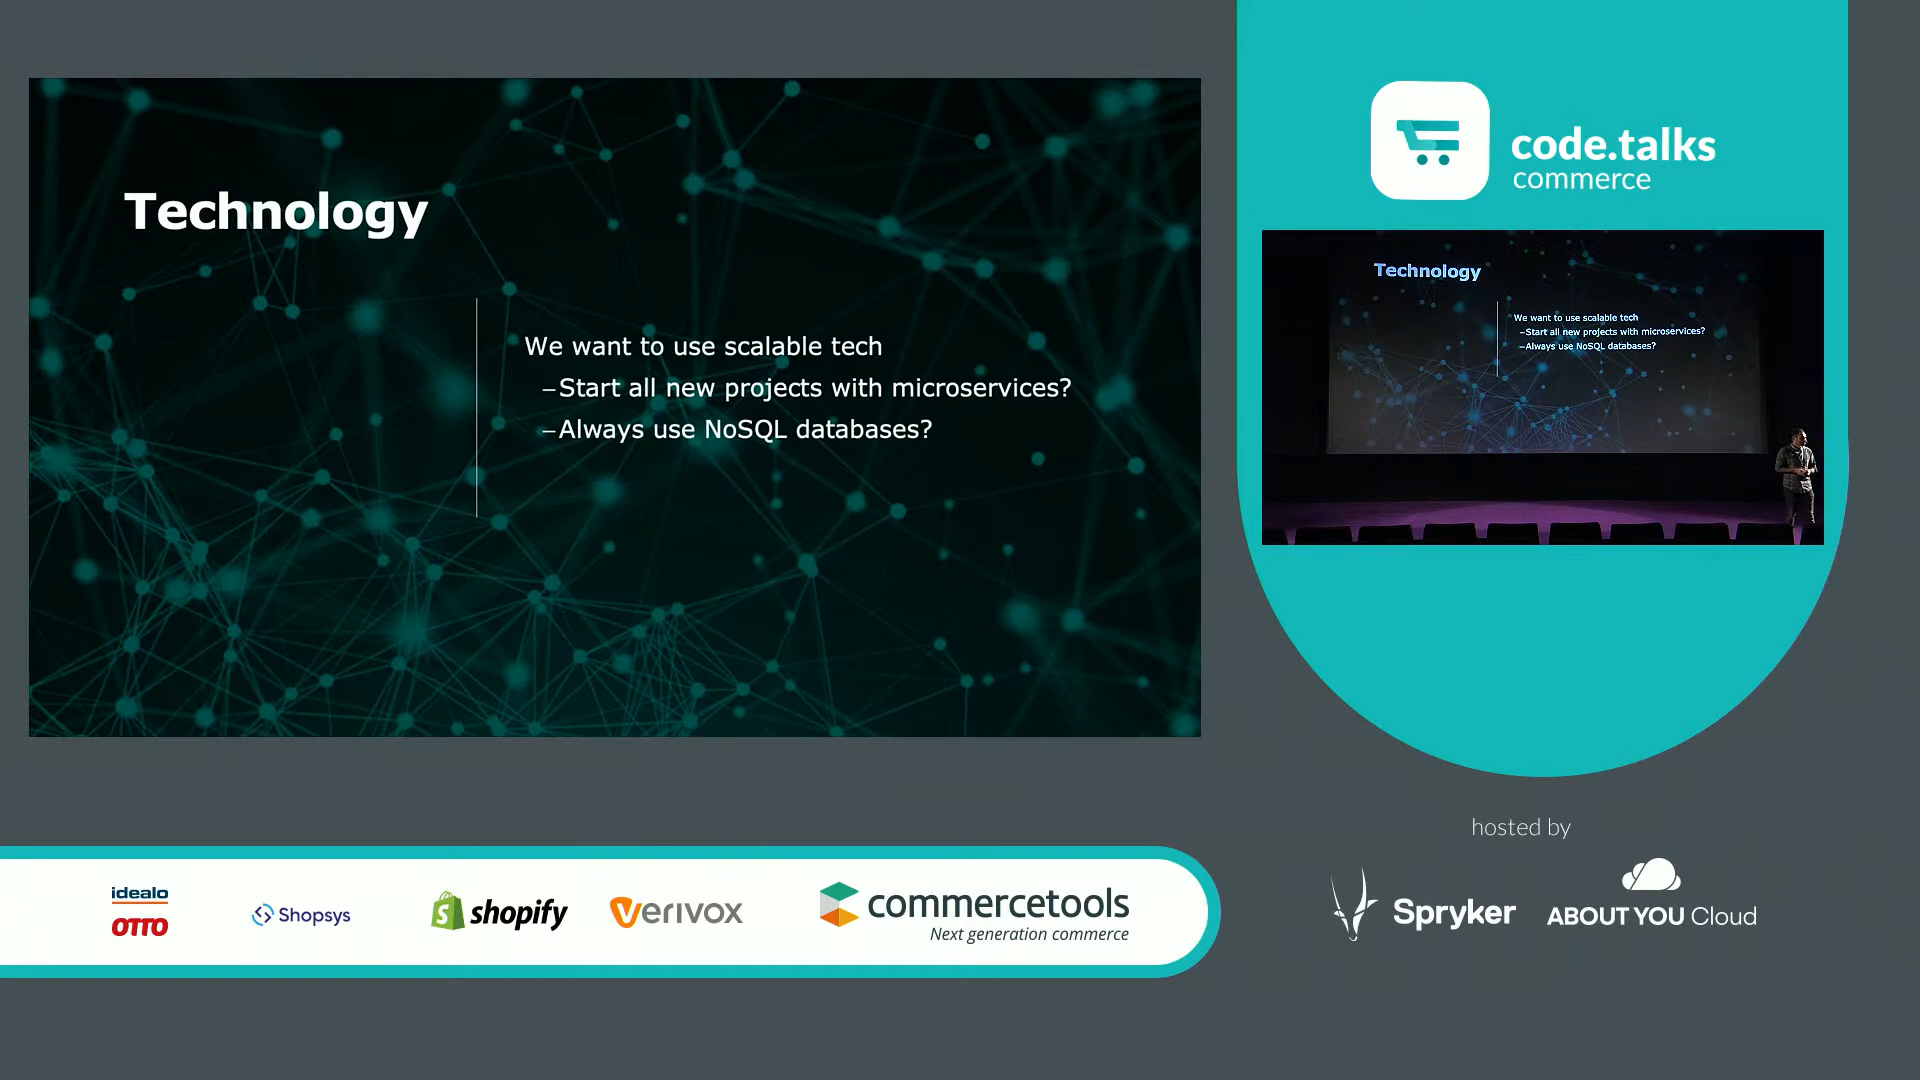 Technology
We want to use scalable tech
–Start all new projects with microservices?
–Always use NoSQL databases?
code.talks
commerce
Technology
We want to use scalable tech
–Start all new projects with microservices?
–Always use NoSQL databases?
hosted by
Spryker
ABOUT YOU Cloud
idealo
OTTO
Shopsys
shopify
VERIVOX
commercetools
Next generation commerce